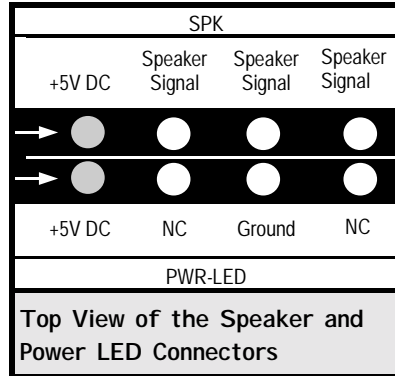 SPK
+5V DC Speaker Signal Speaker Signal Speaker Signal
+5V DC NC Ground NC
PWR-LED
Top View of the Speaker and
Power LED Connectors